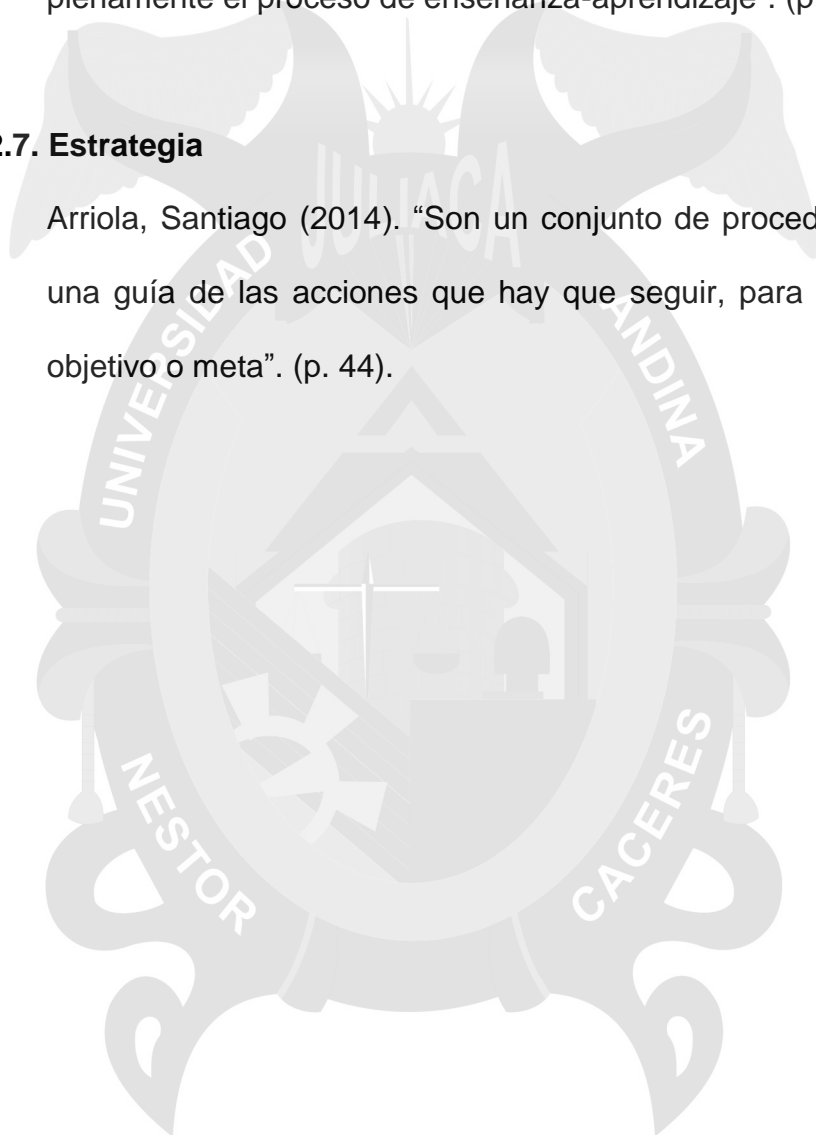 plenamente el proceso de enseñanza-aprendizaje”. (p
2.7. Estrategia
Arriola, Santiago (2014). “Son un conjunto de proced
una guía de las acciones que hay que seguir, para
objetivo o meta”. (p. 44).
JULIACA
UNIVERSIDAD
ANDINA
NESTOR
CACERES